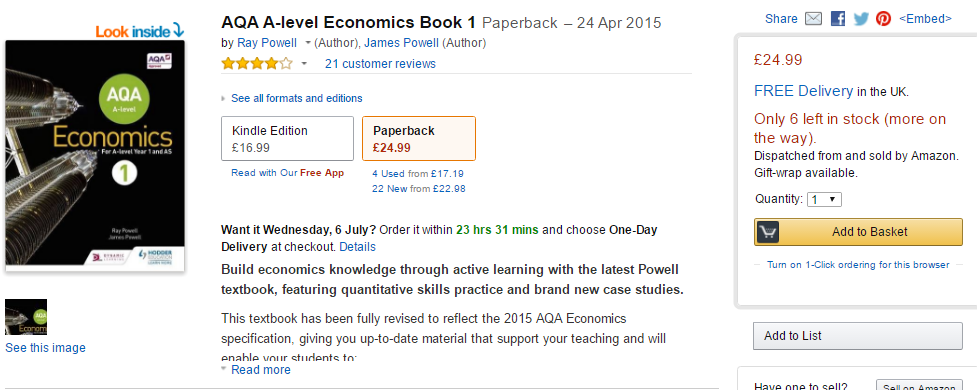 Look inside
AQA
AQA
A-level
Economics
For A-level Year 1 and AS
1
Ray Powell
James Powell
DYNAMIC LEARNING
HODDER EDUCATION
See this image
AQA A-level Economics Book 1 Paperback – 24 Apr 2015
by Ray Powell (Author), James Powell (Author)
21 customer reviews
See all formats and editions
Kindle Edition
£16.99
Read with Our Free App
Paperback
£24.99
4 Used from £17.19
22 New from £22.98
Want it Wednesday, 6 July? Order it within 23 hrs 31 mins and choose One-Day
Delivery at checkout. Details
Build economics knowledge through active learning with the latest Powell
textbook, featuring quantitative skills practice and brand new case studies.
This textbook has been fully revised to reflect the 2015 AQA Economics
specification, giving you up-to-date material that support your teaching and will
enable your students to:
Read more
Share <Embed>
£24.99
FREE Delivery in the UK.
Only 6 left in stock (more on
the way).
Dispatched from and sold by Amazon.
Gift-wrap available.
Quantity: 1
Add to Basket
Turn on 1-Click ordering for this browser
Add to List
Have one to sell? Sell on Amazon